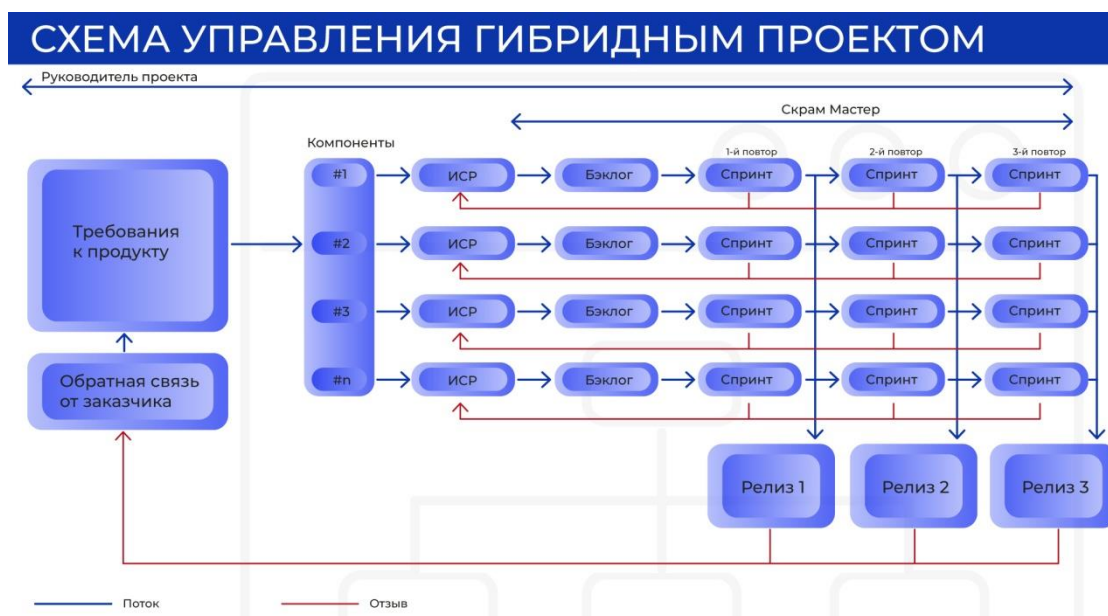 СХЕМА УПРАВЛЕНИЯ ГИБРИДНЫМ ПРОЕКТОМ
Руководитель проекта
Скрам Мастер
Компоненты
1-й повтор
2-й повтор
3-й повтор
#1
ИСР
Бэклог
Спринт
Спринт
Спринт
Требования
к продукту
#2
ИСР
Бэклог
Спринт
Спринт
Спринт
#3
ИСР
Бэклог
Спринт
Спринт
Спринт
Обратная связь
от заказчика
#n
ИСР
Бэклог
Спринт
Спринт
Спринт
Релиз 1
Релиз 2
Релиз 3
Поток
Отзыв